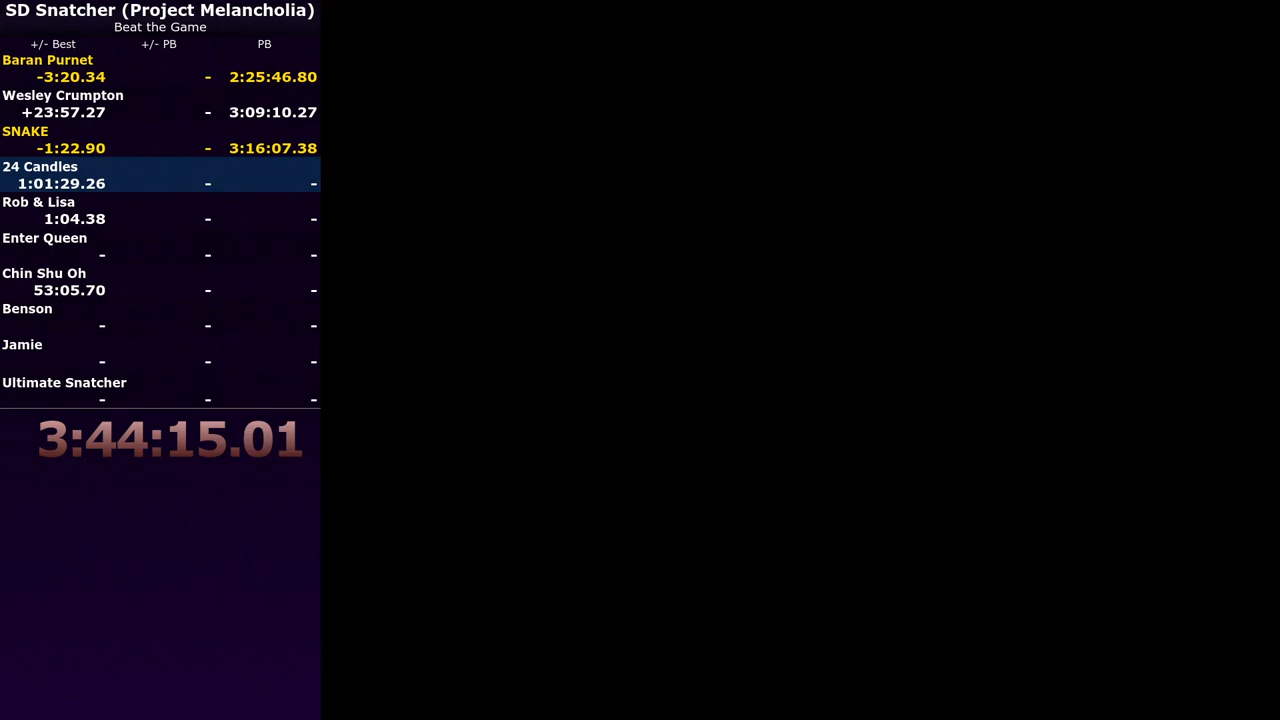 SD Snatcher (Project Melancholia)
Beat the Game
+/- Best +/- PB PB
Baran Purnet
-3:20.34 - 2:25:46.80
Wesley Crumpton
+23:57.27 - 3:09:10.27
SNAKE
-1:22.90 - 3:16:07.38
24 Candles
1:01:29.26 - -
Rob & Lisa
1:04.38 - -
Enter Queen
- - -
Chin Shu Oh
53:05.70 - -
Benson
- - -
Jamie
- - -
Ultimate Snatcher
- - -
3:44:15.01